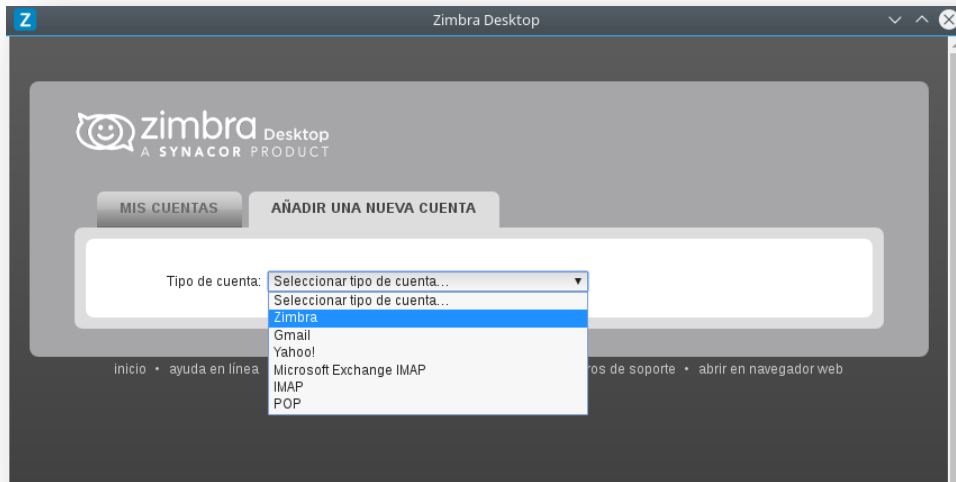 Z
Zimbra Desktop
zimbra Desktop
A SYNACOR PRODUCT
MIS CUENTAS
AÑADIR UNA NUEVA CUENTA
Tipo de cuenta:
Seleccionar tipo de cuenta...
Seleccionar tipo de cuenta...
Zimbra
Gmail
Yahoo!
Microsoft Exchange IMAP
IMAP
POP
inicio • ayuda en línea
de soporte • abrir en navegador web